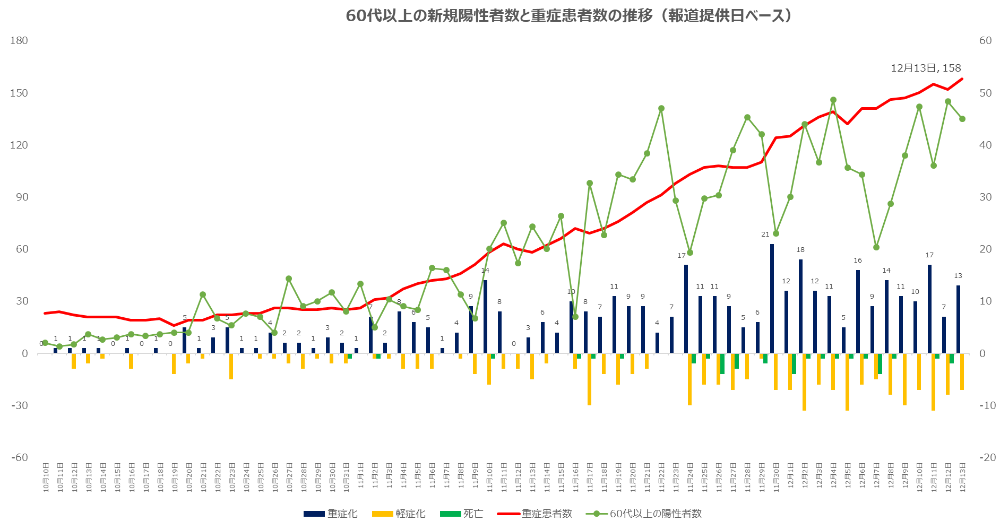 60代以上の新規陽性者数と重症患者数の推移（報道提供日ベース）
180
150
120
90
60
30
0
-30
-60
60
50
40
30
20
10
0
-10
-20
12月13日, 158
0 1 1 1 1 0 1 0 1 0 5 1 3 5 1 1 4 2 2 1 3 2 1 7 2 8 6 5 1 4 9 14 8 0 3 6 4 10 8 7 11 9 9 4 7 17 11 11 9 5 6 21 12 18 12 11 5 16 9 14 11 10 17 7 13
10月10日
10月11日
10月12日
10月13日
10月14日
10月15日
10月16日
10月17日
10月18日
10月19日
10月20日
10月21日
10月22日
10月23日
10月24日
10月25日
10月26日
10月27日
10月28日
10月29日
10月30日
10月31日
11月1日
11月2日
11月3日
11月4日
11月5日
11月6日
11月7日
11月8日
11月9日
11月10日
11月11日
11月12日
11月13日
11月14日
11月15日
11月16日
11月17日
11月18日
11月19日
11月20日
11月21日
11月22日
11月23日
11月24日
11月25日
11月26日
11月27日
11月28日
11月29日
11月30日
12月1日
12月2日
12月3日
12月4日
12月5日
12月6日
12月7日
12月8日
12月9日
12月10日
12月11日
12月12日
12月13日
重症化 軽症化 死亡 重症患者数 60代以上の陽性者数